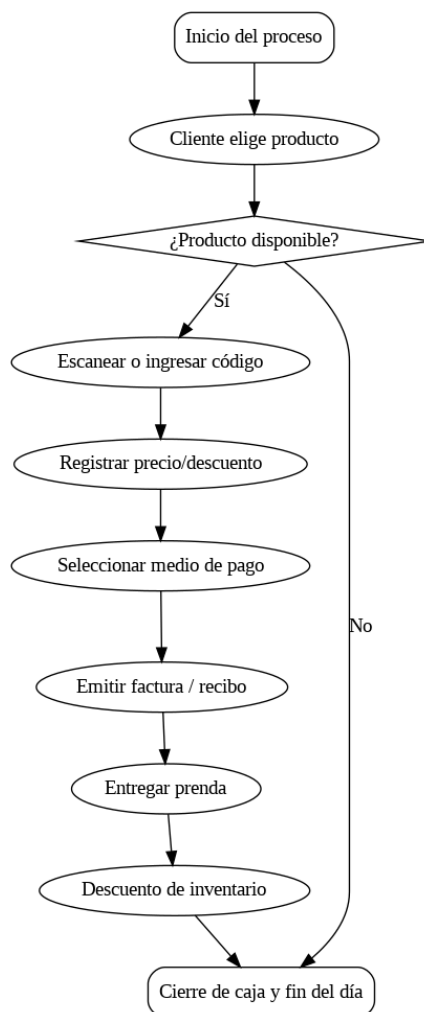 Inicio del proceso
Cliente elige producto
¿Producto disponible?
Sí
Escanear o ingresar código
Registrar precio/descuento
Seleccionar medio de pago
No
Emitir factura / recibo
Entregar prenda
Descuento de inventario
Cierre de caja y fin del día